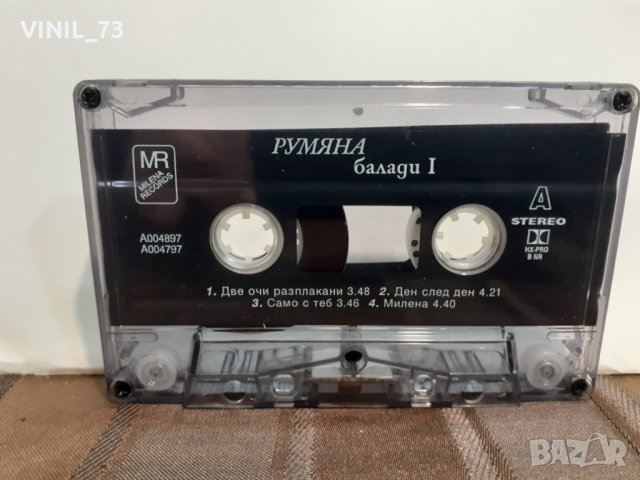 VINIL_73
РУМЯНА
балади I
MR
MILENA
RECORDS
A004897
A004797
A
STEREO
HX-PRO
B NR
1. Две очи разплакани 3.48 2. Ден след ден 4.21
3. Само с теб 3.46 4. Милена 4.40
BAZAR